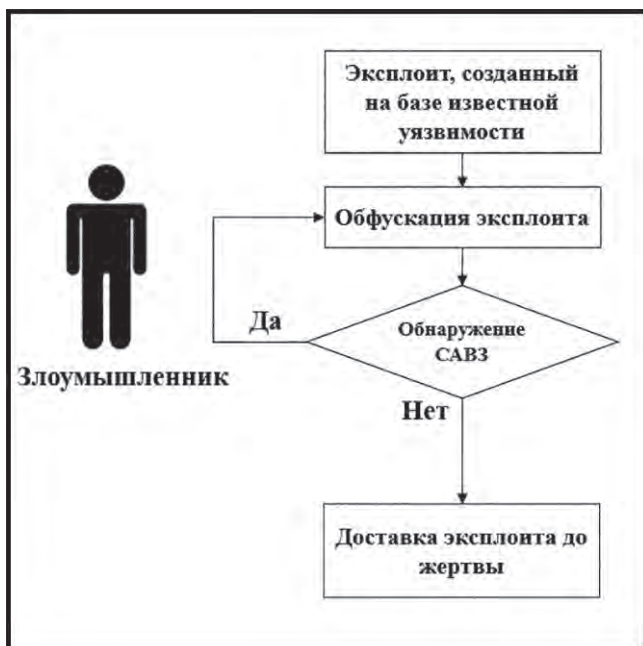 Эксплоит, созданный
на базе известной
уязвимости
Обфускация эксплоита
Да
Обнаружение
САВЗ
Злоумышленник
Нет
Доставка эксплоита до
жертвы